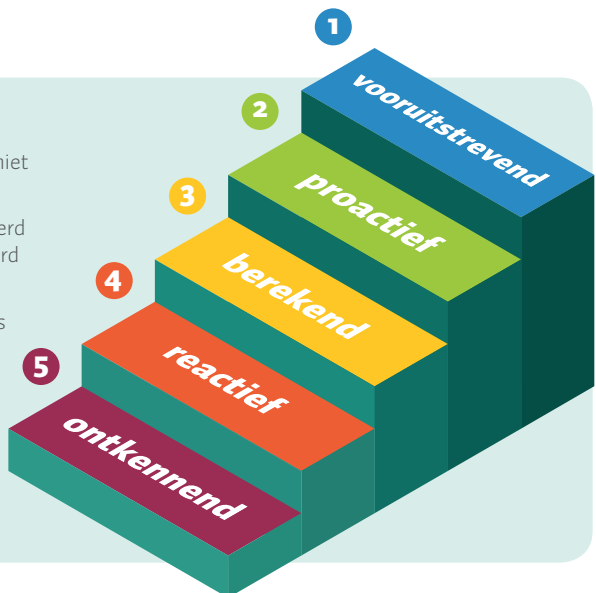 1
vooruitstrevend
2
proactief
3
berekend
4
reactief
5
ontkennend